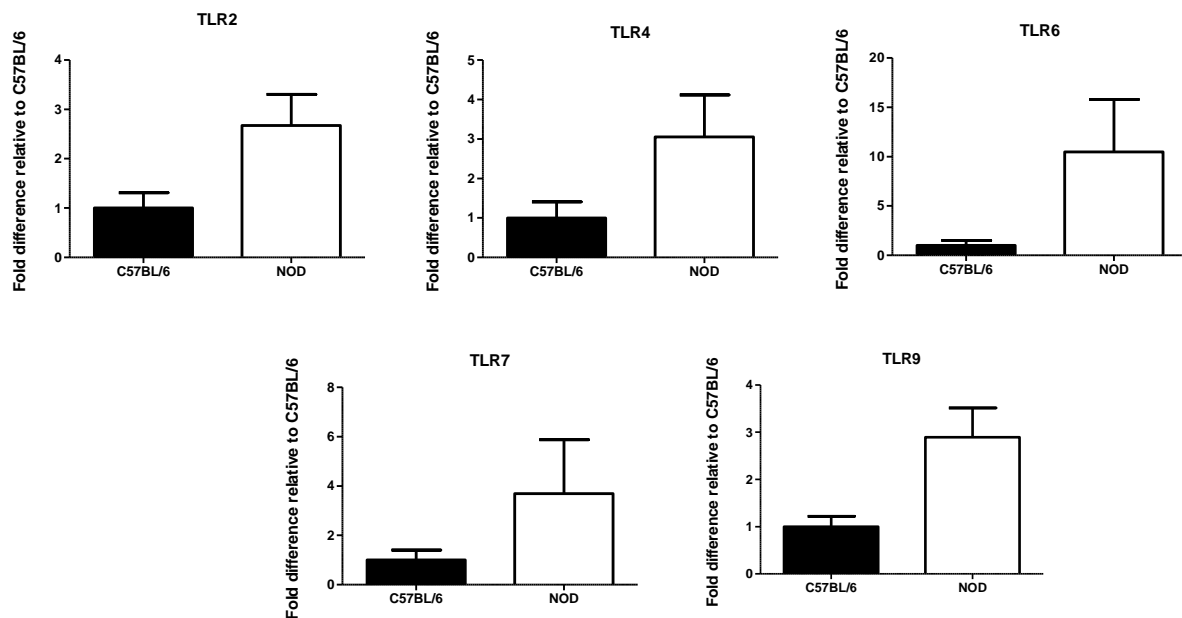 TLR2
Fold difference relative to C57BL/6
4
3
2
1
0
C57BL/6 NOD
TLR4
Fold difference relative to C57BL/6
5
4
3
2
1
0
C57BL/6 NOD
TLR6
Fold difference relative to C57BL/6
20
15
10
5
0
C57BL/6 NOD
TLR7
Fold difference relative to C57BL/6
8
6
4
2
0
C57BL/6 NOD
TLR9
Fold difference relative to C57BL/6
4
3
2
1
0
C57BL/6 NOD